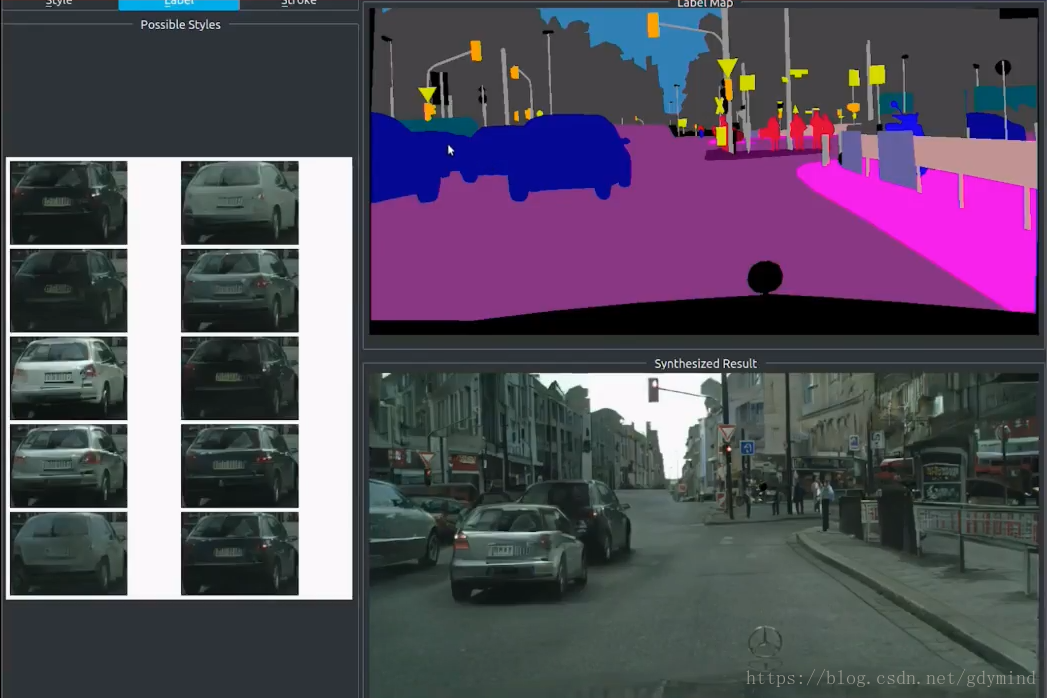 Style
Label
Stroke
Possible Styles
Label Map
Synthesized Result
https://blog.csdn.net/gdymind